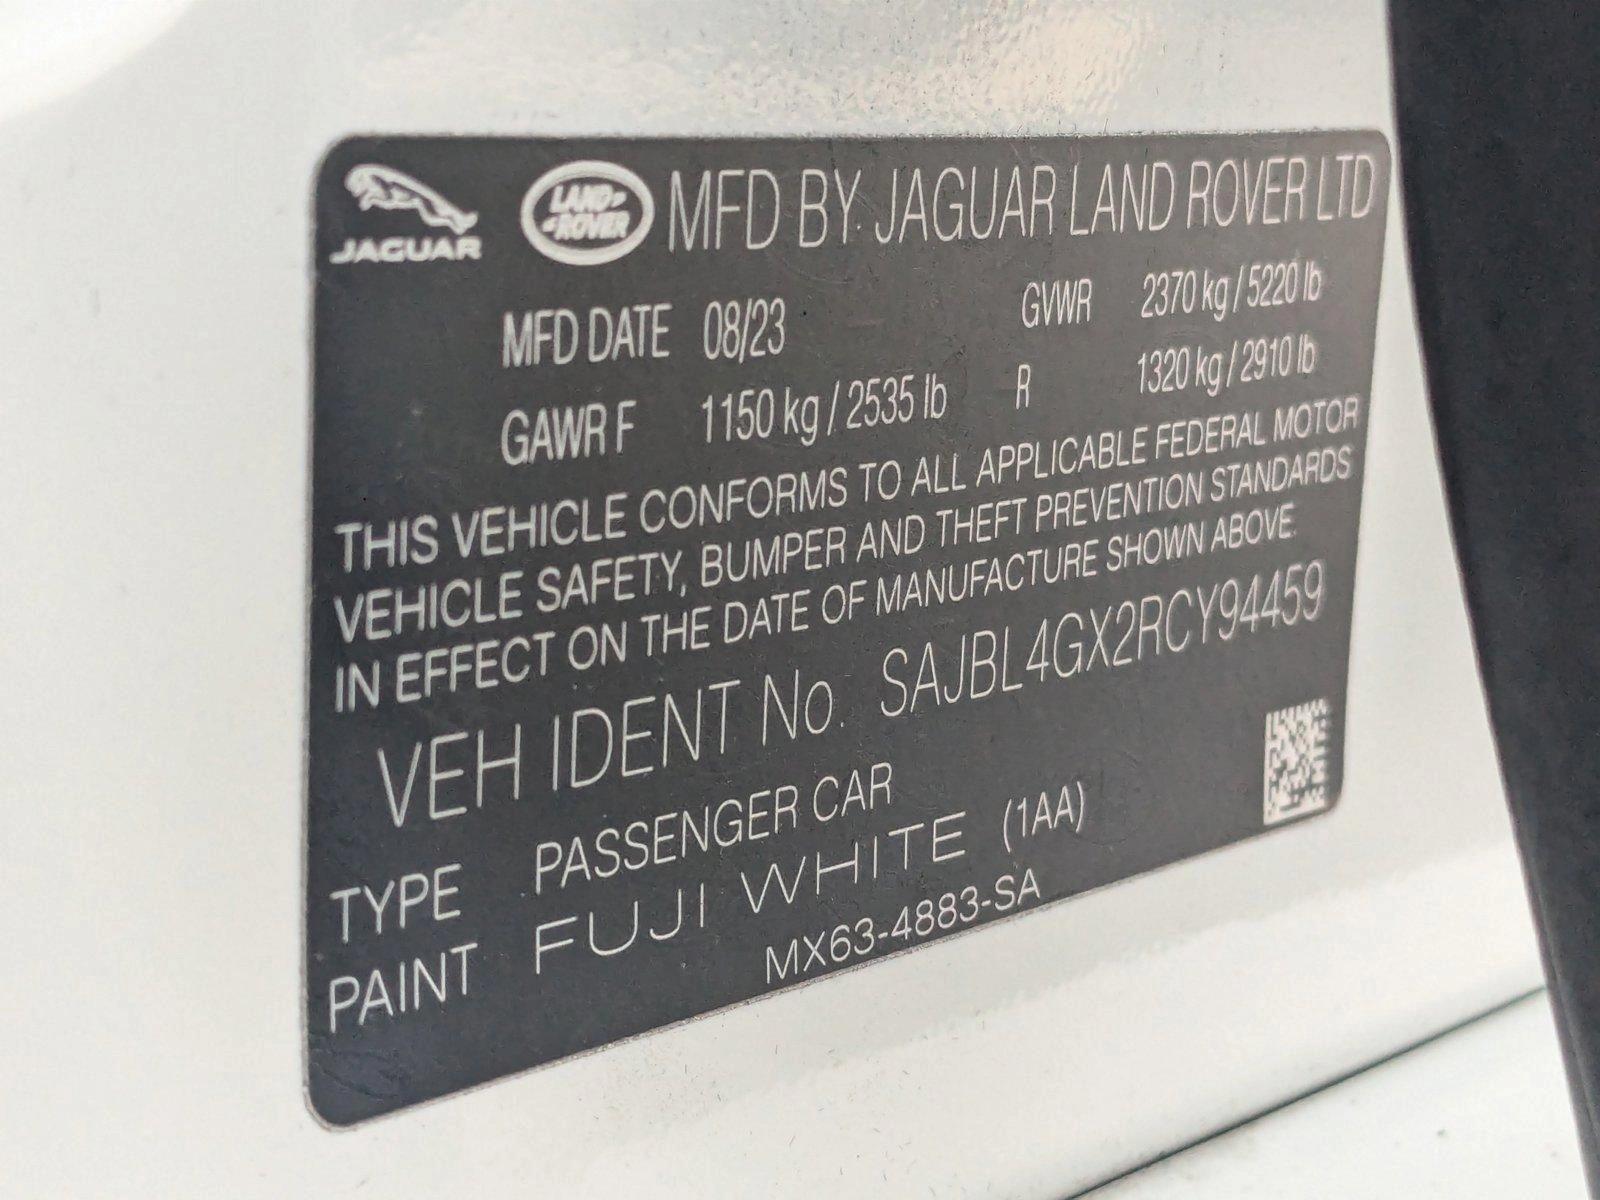 JAGUAR LAND ROVER MFD BY JAGUAR LAND ROVER LTD
MFD DATE 08/23 GVWR 2370 kg / 5220 lb
GAWR F 1150 kg / 2535 lb R 1320 kg / 2910 lb
THIS VEHICLE CONFORMS TO ALL APPLICABLE FEDERAL MOTOR
VEHICLE SAFETY, BUMPER AND THEFT PREVENTION STANDARDS
IN EFFECT ON THE DATE OF MANUFACTURE SHOWN ABOVE.
VEH IDENT No. SAJBL4GX2RCY94459
TYPE PASSENGER CAR
PAINT FUJI WHITE (1AA)
MX63-4883-SA